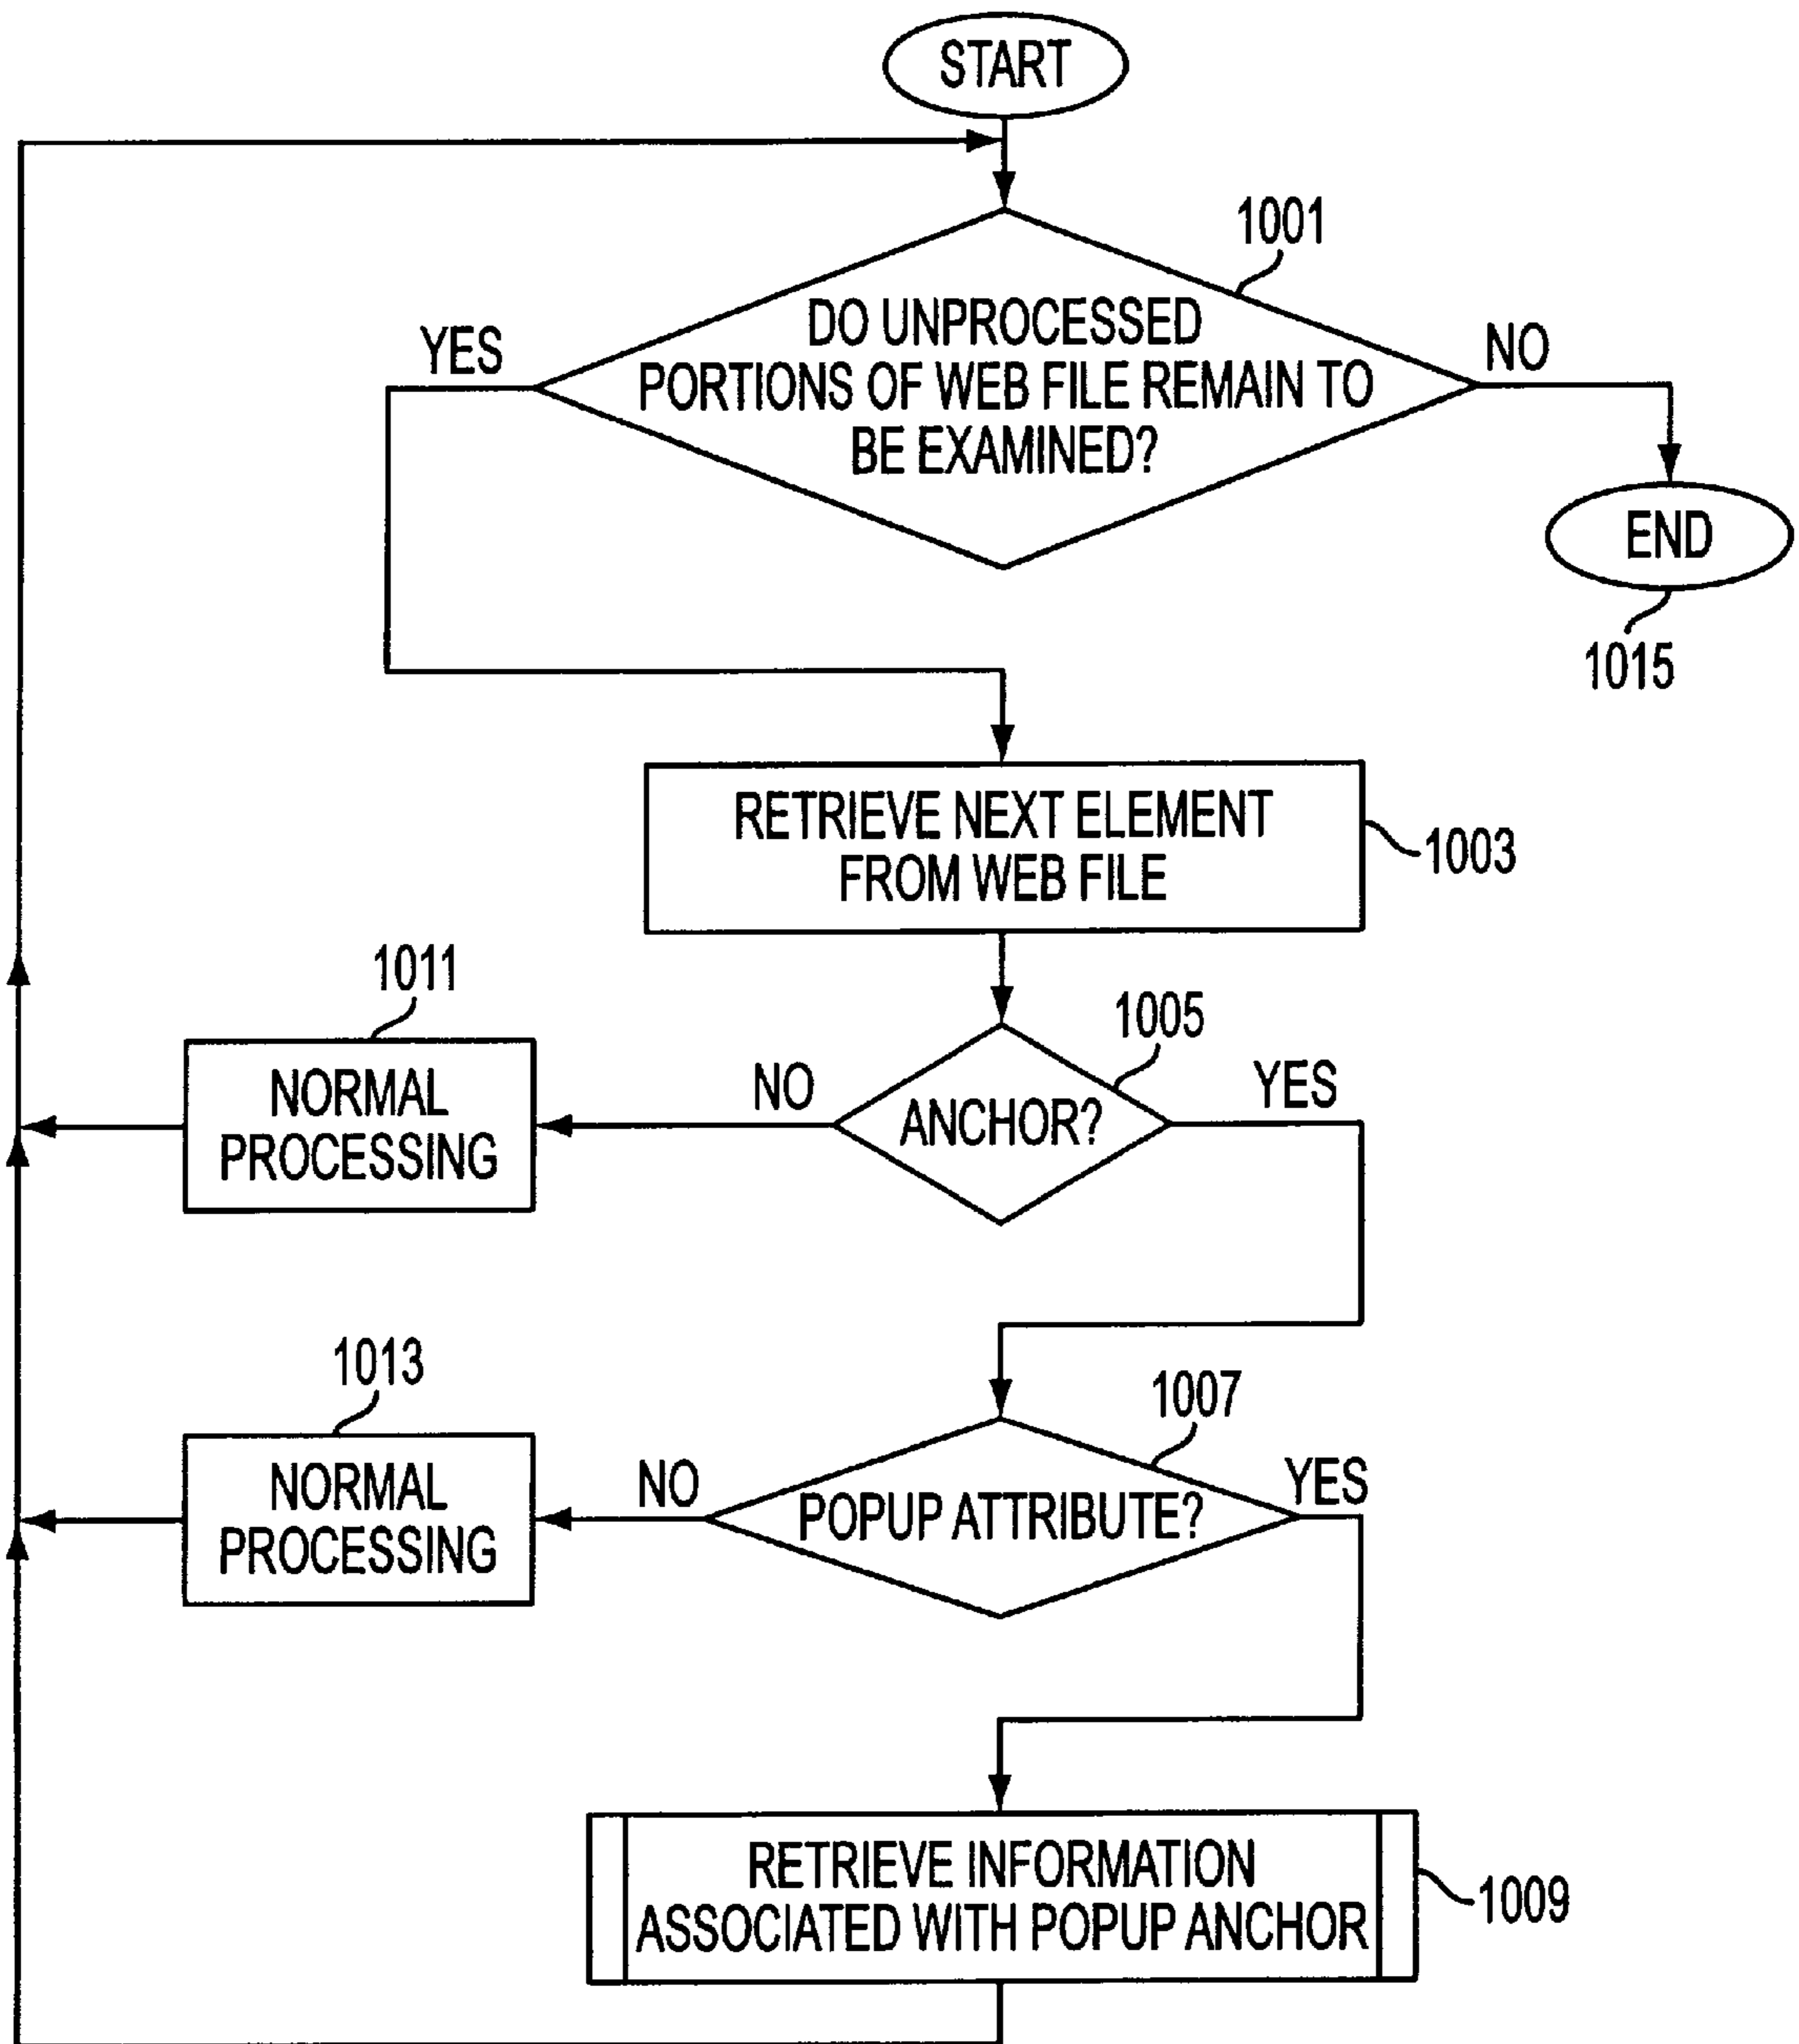 START
1001
DO UNPROCESSED
PORTIONS OF WEB FILE REMAIN TO
BE EXAMINED?
YES
NO
END
1015
RETRIEVE NEXT ELEMENT
FROM WEB FILE
1003
1011
NORMAL
PROCESSING
NO
1005
ANCHOR?
YES
1013
NORMAL
PROCESSING
NO
1007
POPUP ATTRIBUTE?
YES
RETRIEVE INFORMATION
ASSOCIATED WITH POPUP ANCHOR
1009